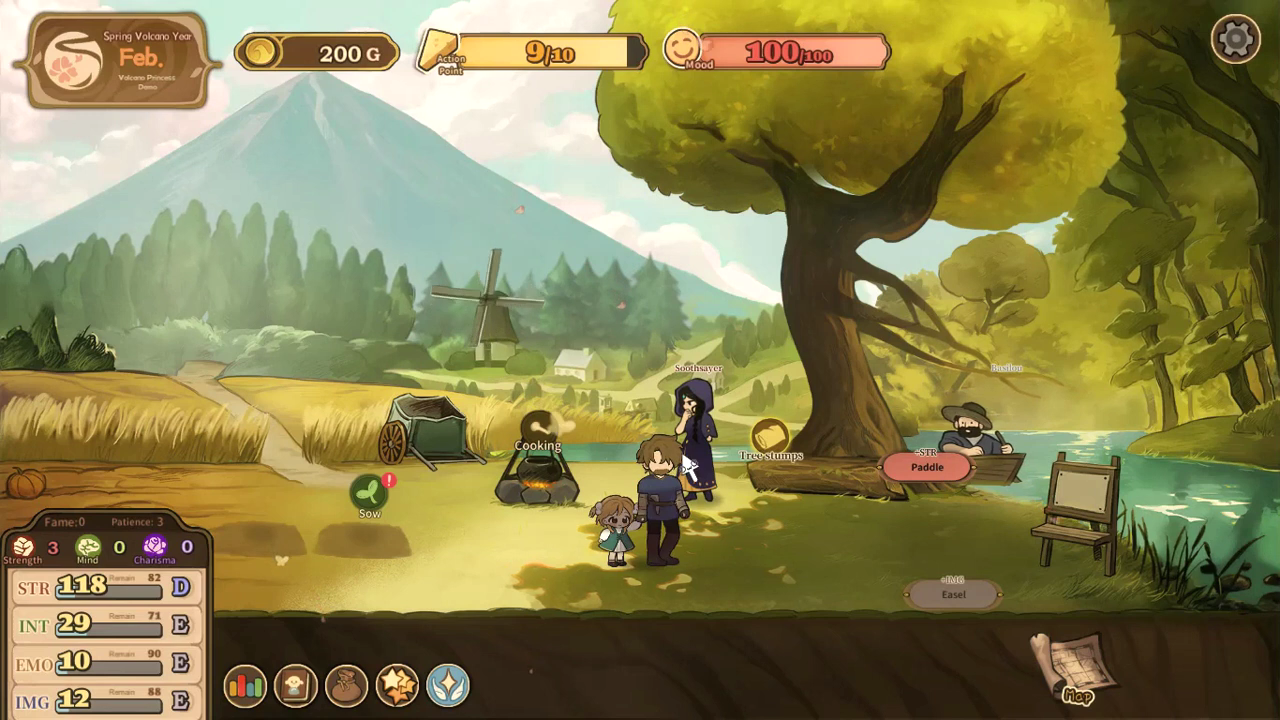 Spring Volcano Year
Feb.
Volcano Princess
Demo
200 G
Action
Point
9/10
Mood
100/100
Soothsayer
Basilou
Cooking
Tree stumps
+STR
Paddle
Sow
!
+IMG
Easel
Fame:0
Patience: 3
Strength 3
Mind 0
Charisma 0
STR 118 Remain 82 D
INT 29 Remain 71 E
EMO 10 Remain 90 E
IMG 12 Remain 88 E
Map